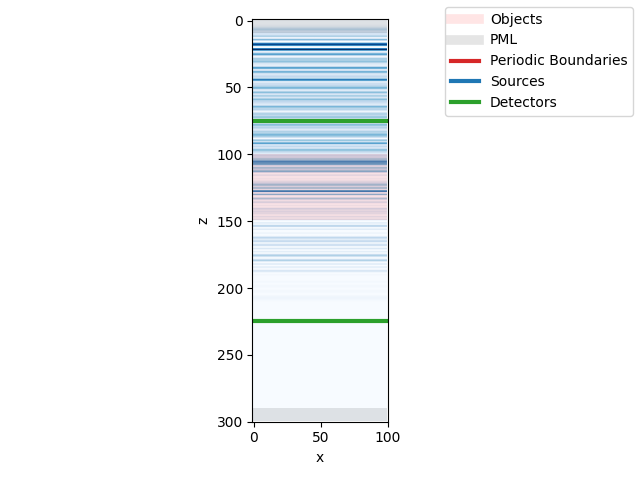 Objects
PML
Periodic Boundaries
Sources
Detectors
0
50
100
150
200
250
300
z
0
50
100
x